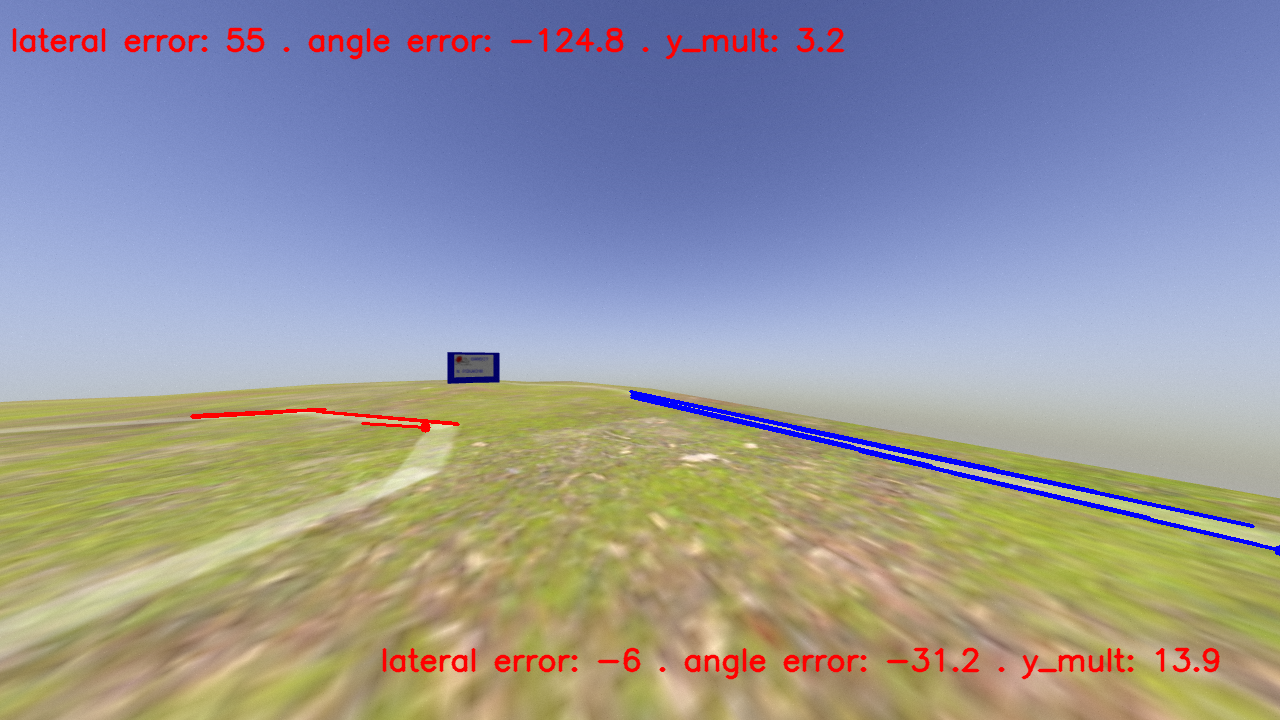 lateral error: 55 . angle error: −124.8 . y_mult: 3.2
lateral error: −6 . angle error: −31.2 . y_mult: 13.9